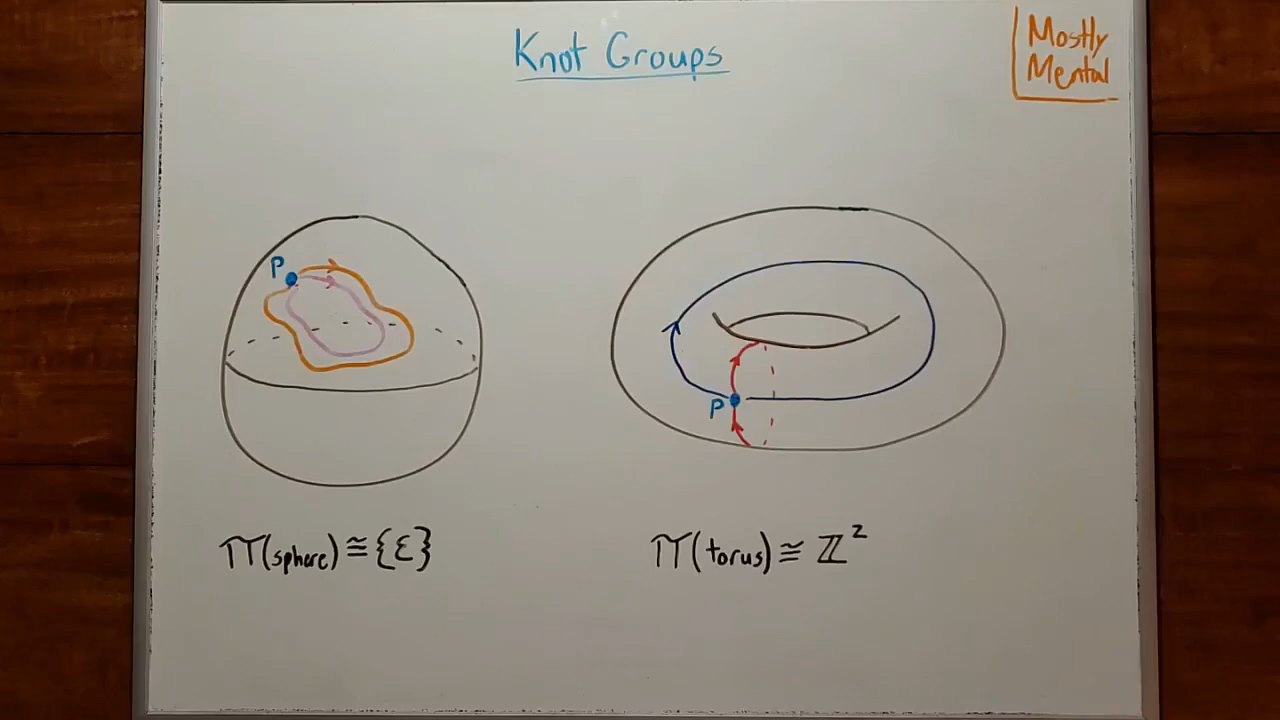 Knot Groups
Mostly
Mental
P
P
π(sphere)≅{ε}
π(torus)≅ℤ²